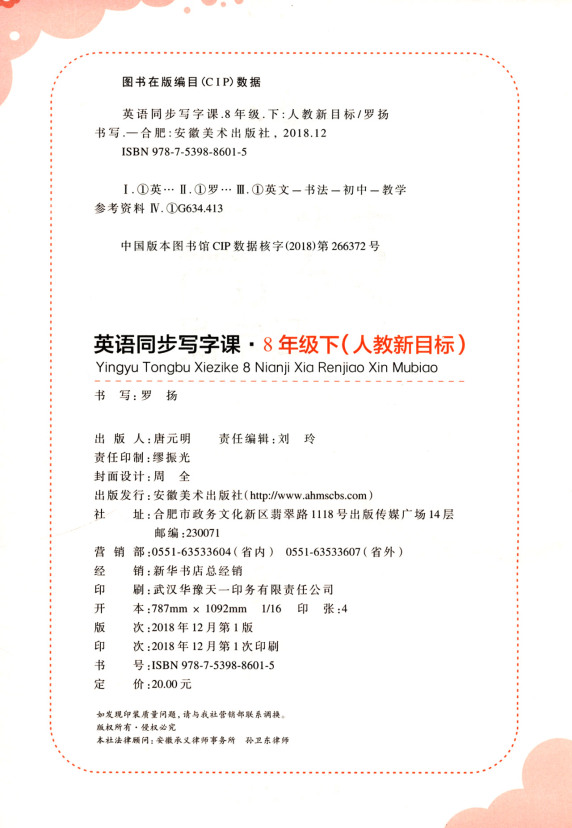 图书在版编目(CIP)数据
英语同步写字课.8年级.下:人教新目标/罗扬
书写.—合肥:安徽美术出版社, 2018.12
ISBN 978-7-5398-8601-5
Ⅰ.①英… Ⅱ.①罗… Ⅲ.①英文－书法－初中－教学
参考资料 Ⅳ.①G634.413
中国版本图书馆CIP数据核字(2018)第266372号
英语同步写字课·8年级下(人教新目标)
Yingyu Tongbu Xiezike 8 Nianji Xia Renjiao Xin Mubiao
书 写:罗 扬
出 版 人:唐元明 责任编辑:刘 玲
责任印制:缪振光
封面设计:周 全
出版发行:安徽美术出版社(http://www.ahmscbs.com)
社 址:合肥市政务文化新区翡翠路1118号出版传媒广场14层
邮编:230071
营 销 部:0551-63533604(省内) 0551-63533607(省外)
经 销:新华书店总经销
印 刷:武汉华豫天一印务有限责任公司
开 本:787mm × 1092mm 1/16 印 张:4
版 次:2018年12月第1版
印 次:2018年12月第1次印刷
书 号:ISBN 978-7-5398-8601-5
定 价:20.00元
如发现印装质量问题,请与我社营销部联系调换。
版权所有·侵权必究
本社法律顾问:安徽承义律师事务所 孙卫东律师